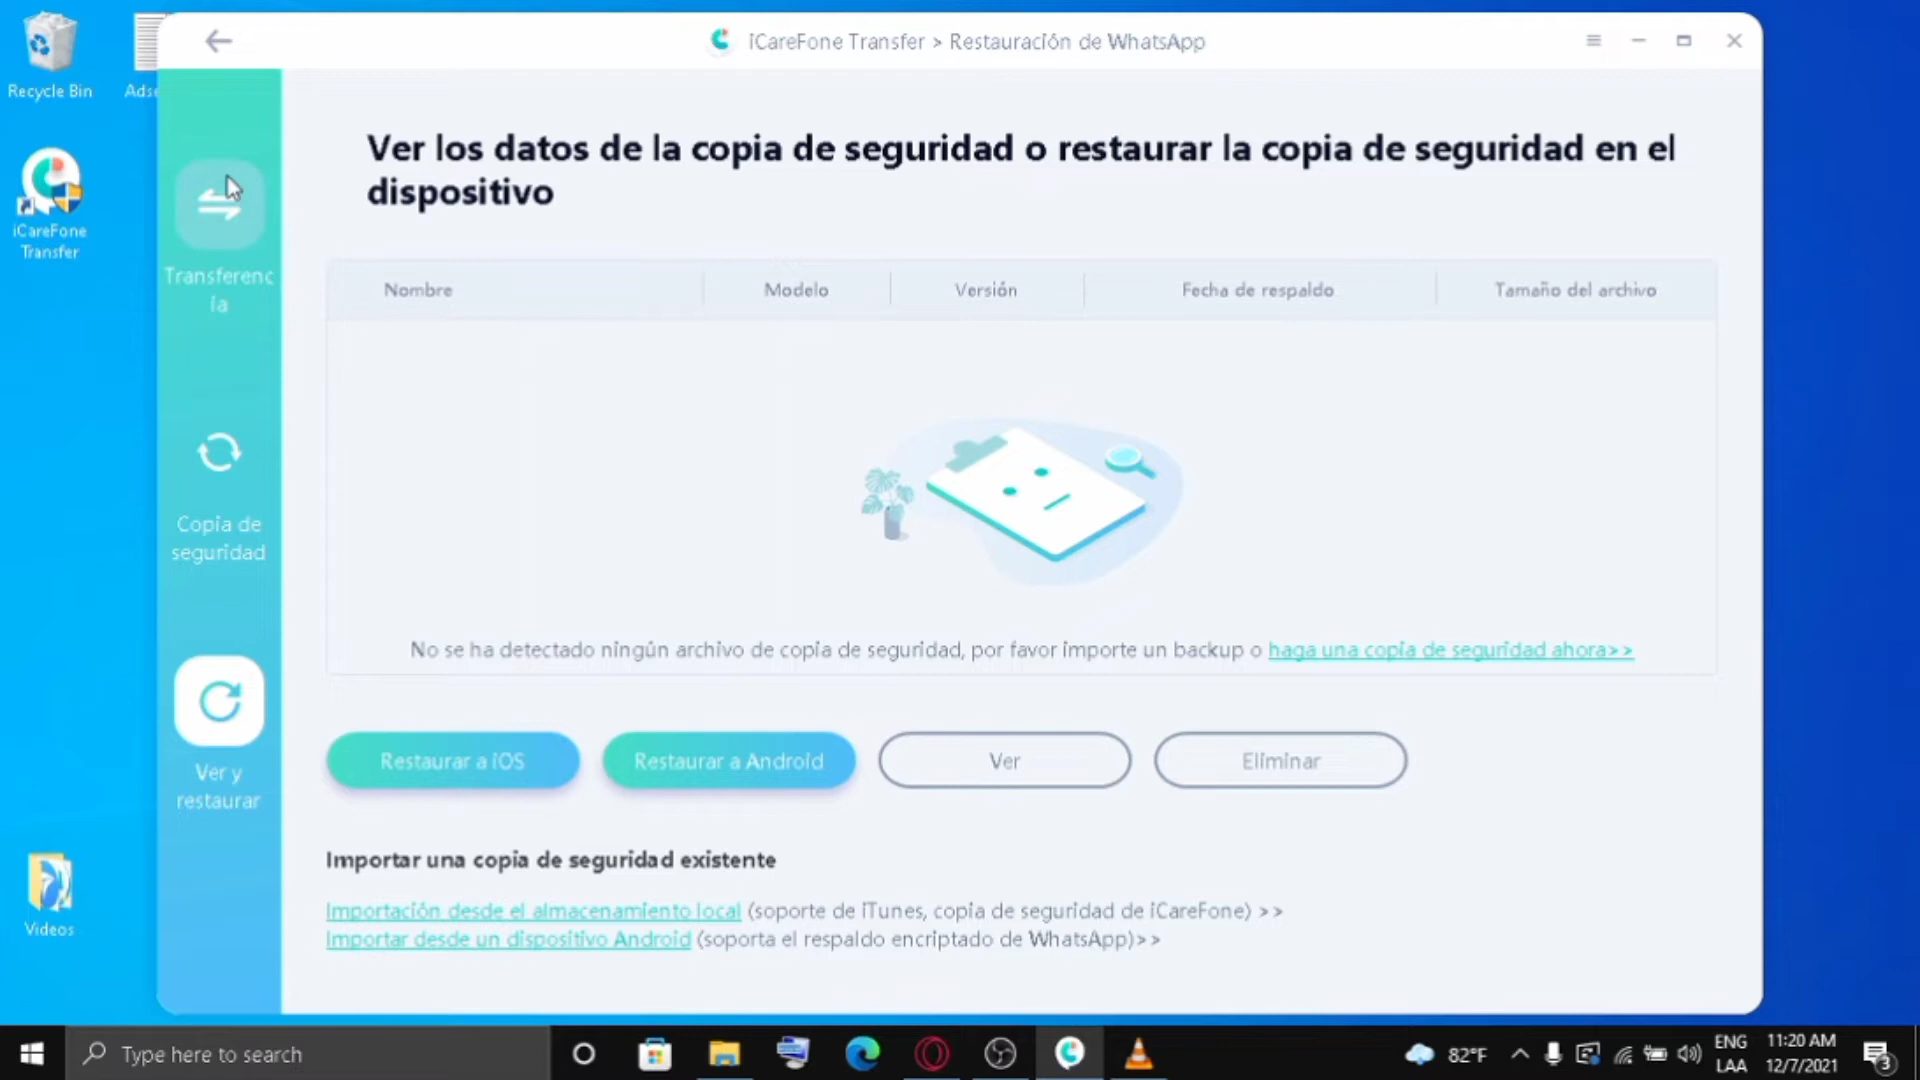 iCareFone Transfer > Restauración de WhatsApp
Recycle Bin
Adse
iCareFone
Transfer
Videos
Transferenc
ia
Copia de
seguridad
Ver y
restaurar
Ver los datos de la copia de seguridad o restaurar la copia de seguridad en el
dispositivo
Nombre Modelo Versión Fecha de respaldo Tamaño del archivo
No se ha detectado ningún archivo de copia de seguridad, por favor importe un backup o haga una copia de seguridad ahora>>
Restaurar a iOS Restaurar a Android Ver Eliminar
Importar una copia de seguridad existente
Importación desde el almacenamiento local (soporte de iTunes, copia de seguridad de iCareFone) >>
Importar desde un dispositivo Android (soporta el respaldo encriptado de WhatsApp)>>
Type here to search
82°F
ENG
LAA
11:20 AM
12/7/2021
3